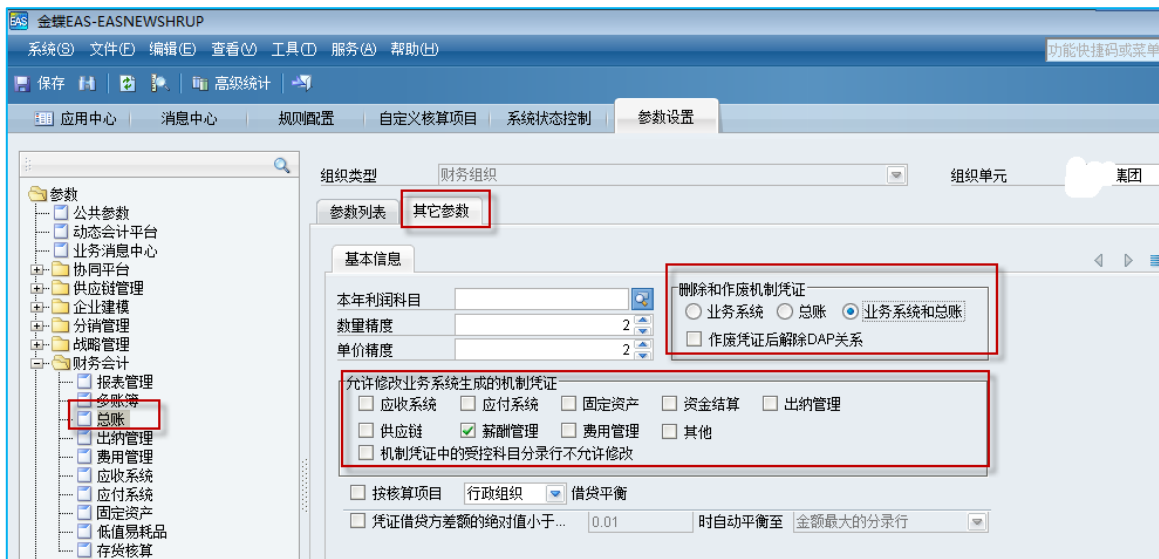 EAS 金蝶EAS-EASNEWSHRUP
系统(S) 文件(F) 编辑(E) 查看(V) 工具(T) 服务(A) 帮助(H) 功能快捷码或菜单
保存 高级统计
应用中心 消息中心 规则配置 自定义核算项目 系统状态控制 参数设置
组织类型 财务组织 组织单元 集团
参数列表 其它参数
基本信息
本年利润科目
数量精度 2
单价精度 2
删除和作废机制凭证
业务系统 总账 业务系统和总账
作废凭证后解除DAP关系
允许修改业务系统生成的机制凭证
应收系统 应付系统 固定资产 资金结算 出纳管理
供应链 薪酬管理 费用管理 其他
机制凭证中的受控科目分录行不允许修改
按核算项目 行政组织 借贷平衡
凭证借贷方差额的绝对值小于... 0.01 时自动平衡至 金额最大的分录行
参数
公共参数
动态会计平台
业务消息中心
协同平台
供应链管理
企业建模
分销管理
战略管理
财务会计
报表管理
多账簿
总账
出纳管理
费用管理
应收系统
应付系统
固定资产
低值易耗品
存货核算